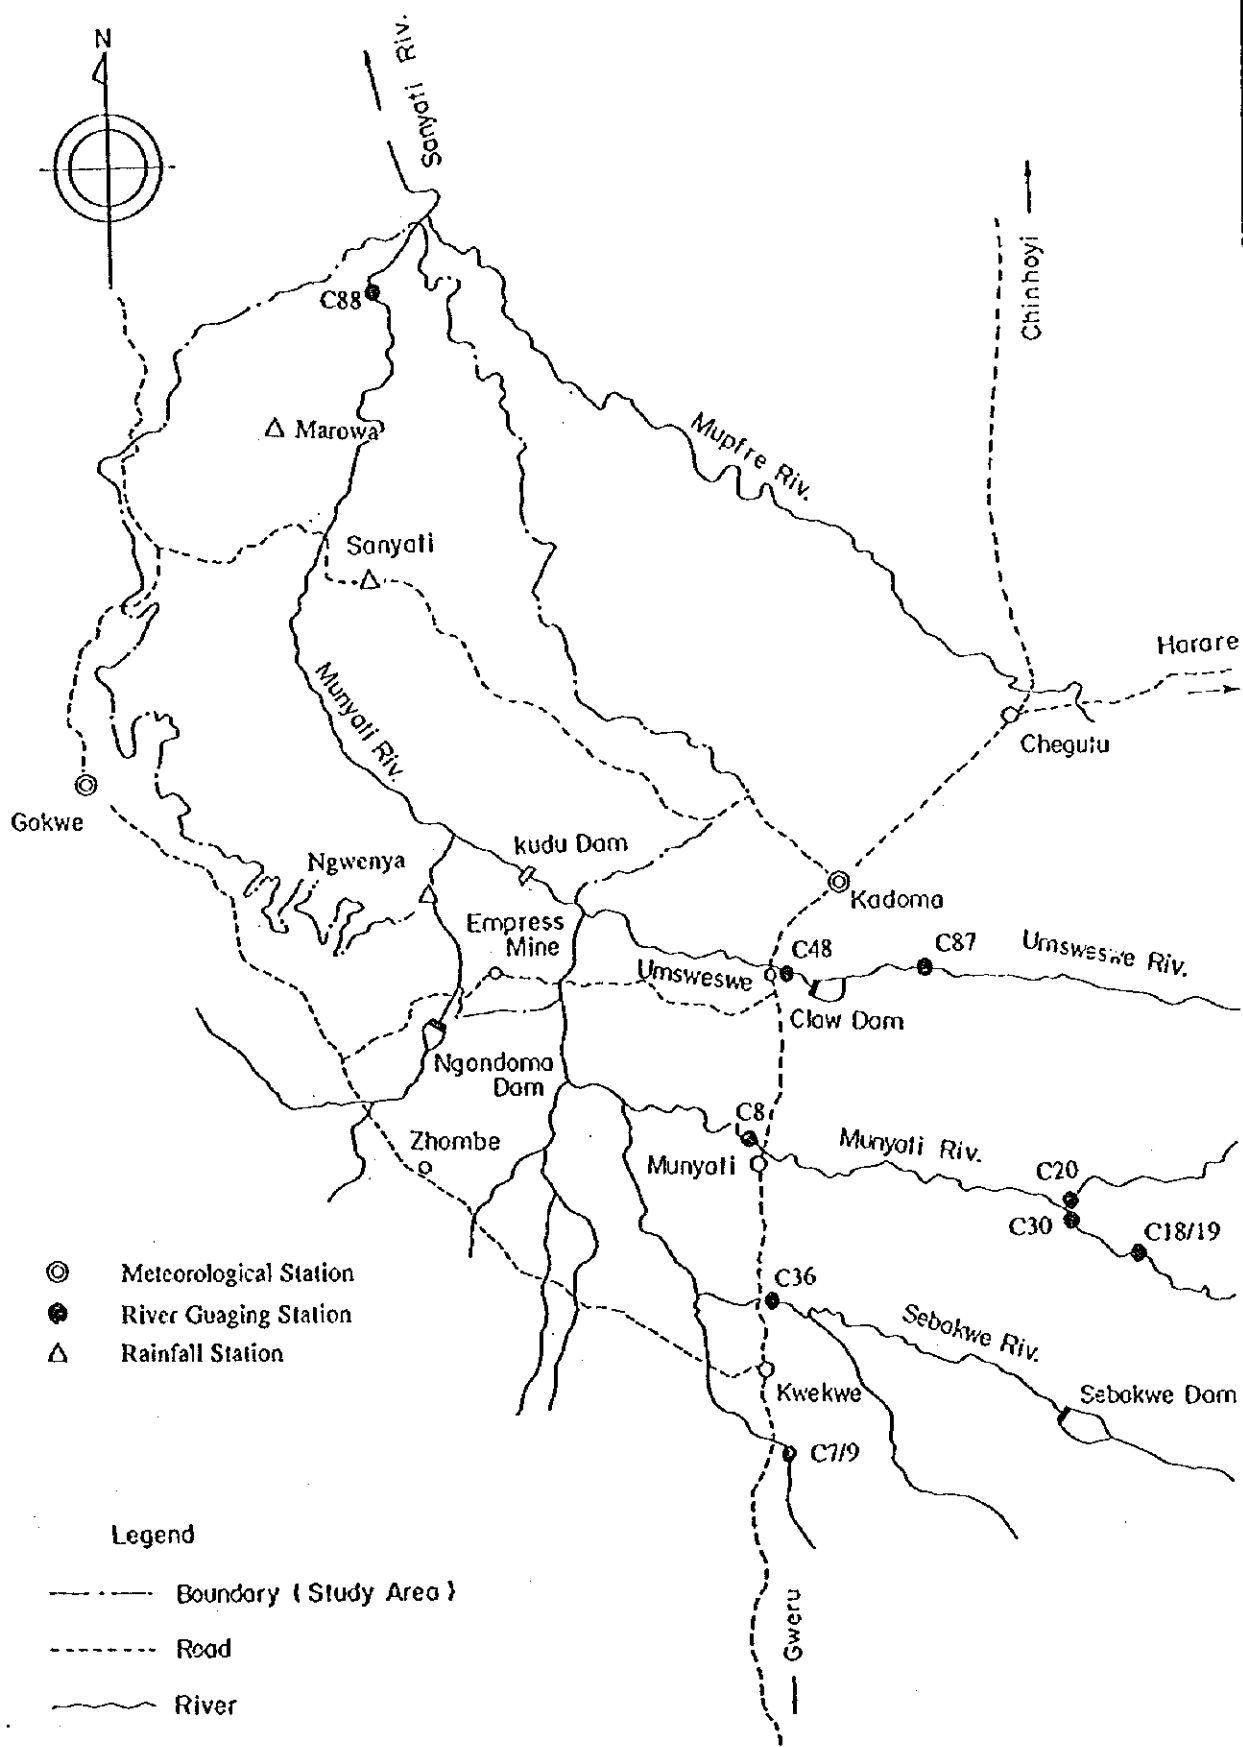 N
Sanyati Riv.
Chinhoyi
C88
Marowa
Mupfre Riv.
Sanyati
Harare
Munyati Riv.
Chegutu
Gokwe
kudu Dam
Ngwenya
Kadoma
Empress
Mine
C48
C87
Umsweswe Riv.
Umsweswe
Claw Dam
Ngondoma
Dam
C8
Zhombe
Munyati Riv.
Munyati
C20
C30
C18/19
Meteorological Station
River Guaging Station
Rainfall Station
C36
Sebakwe Riv.
Kwekwe
Sebakwe Dam
C7/9
Legend
Boundary (Study Area)
Road
River
Gweru